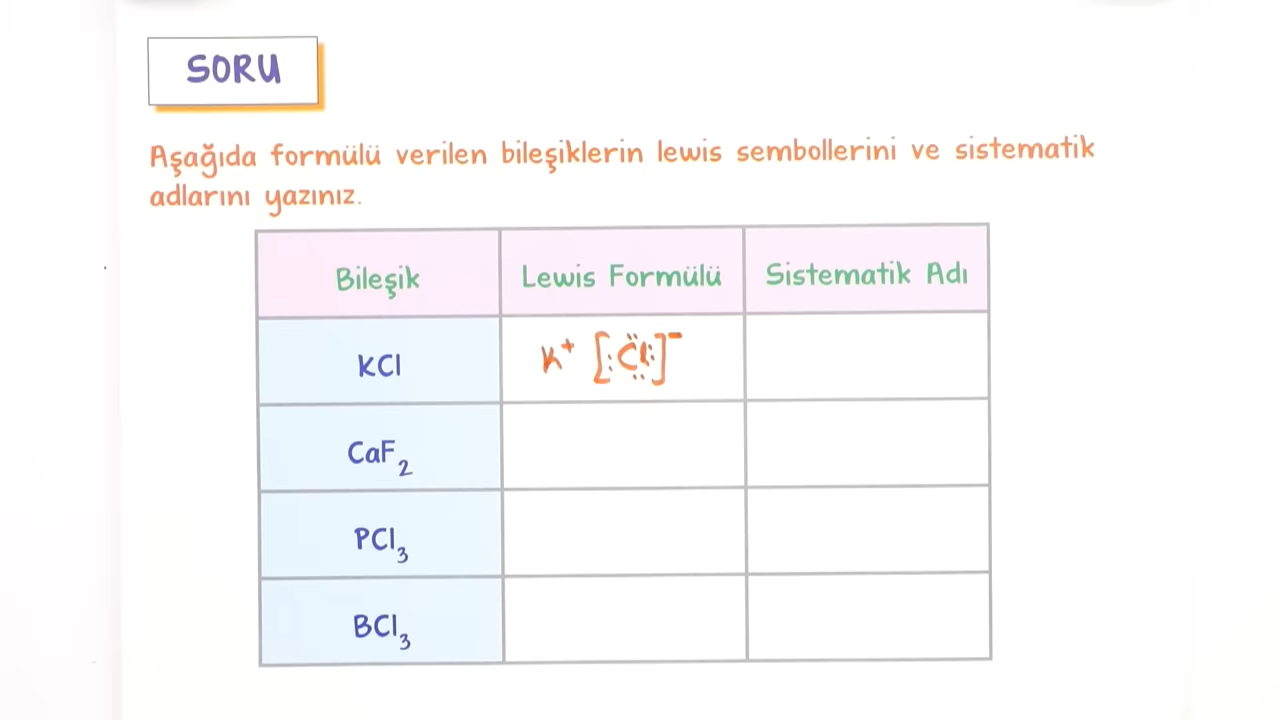 SORU
Aşağıda formülü verilen bileşiklerin lewis sembollerini ve sistematik
adlarını yazınız.
Bileşik Lewis Formülü Sistematik Adı
KCl K⁺ [:C̈l̤:]⁻
CaF₂
PCl₃
BCl₃